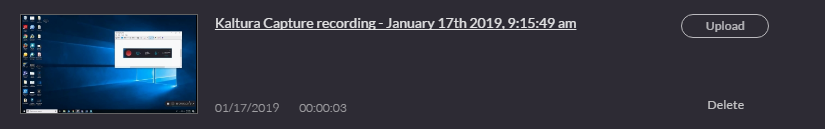 Kaltura Capture recording - January 17th 2019, 9:15:49 am
Upload
01/17/2019 00:00:03
Delete